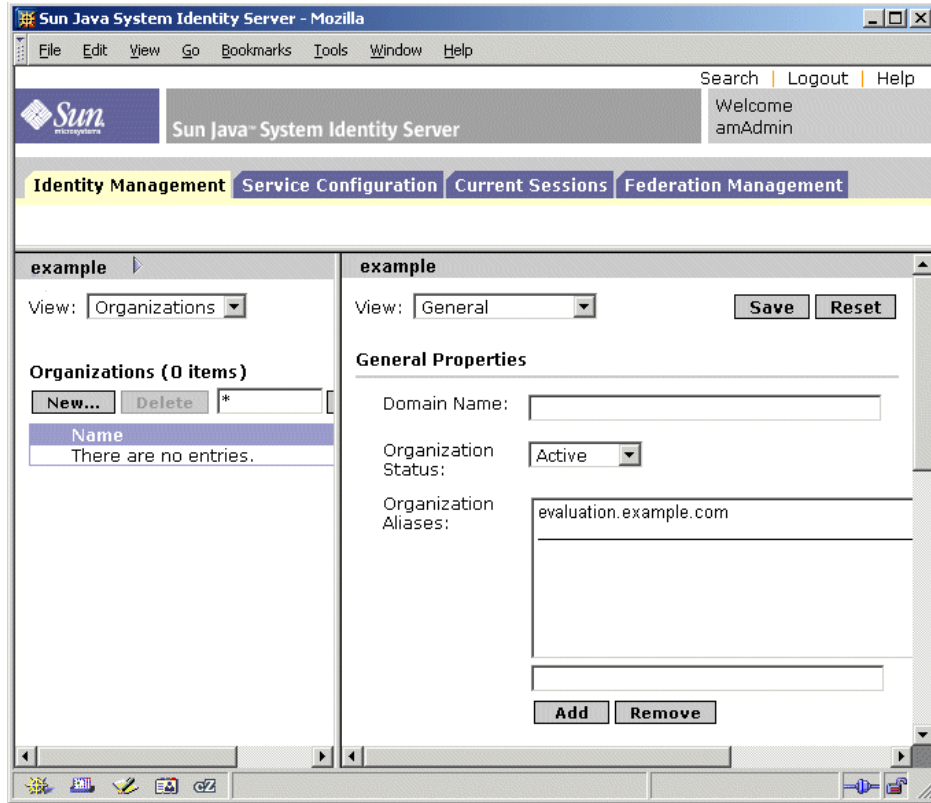 Sun Java System Identity Server - Mozilla
File Edit View Go Bookmarks Tools Window Help
Search | Logout | Help
Sun
microsystems
Sun Java™ System Identity Server
Welcome
amAdmin
Identity Management Service Configuration Current Sessions Federation Management
example
View: Organizations
Organizations (0 items)
New... Delete *
Name
There are no entries.
example
View: General Save Reset
General Properties
Domain Name:
Organization
Status: Active
Organization
Aliases:
evaluation.example.com
Add Remove